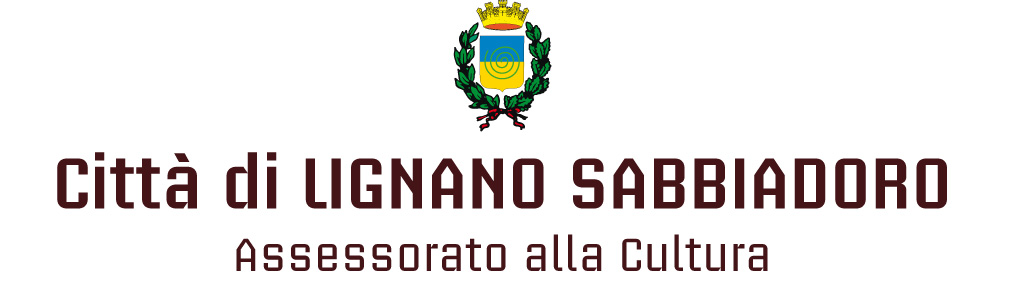 Città di LIGNANO SABBIADORO
Assessorato alla Cultura